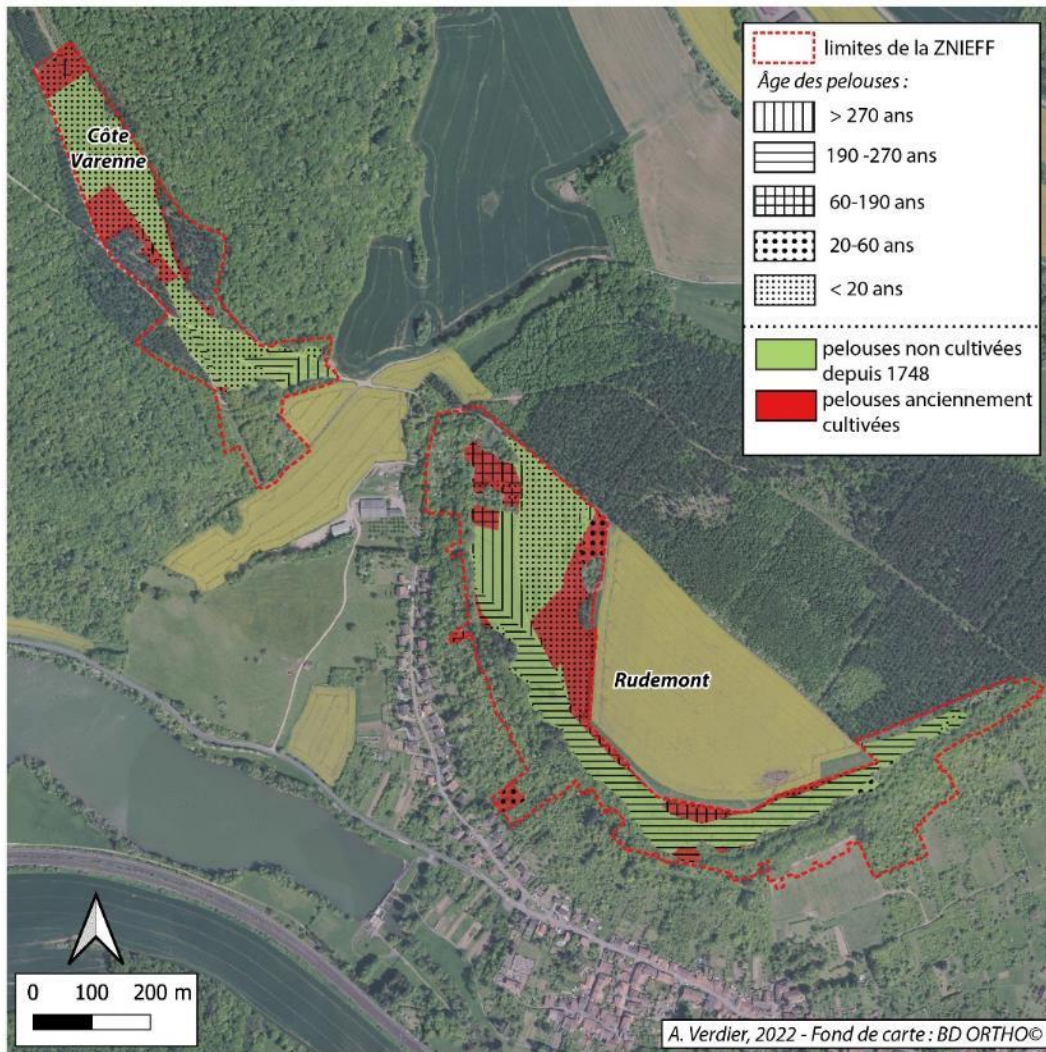 limites de la ZNIEFF
Âge des pelouses :
> 270 ans
190 -270 ans
60-190 ans
20-60 ans
< 20 ans
pelouses non cultivées
depuis 1748
pelouses anciennement
cultivées
Côte
Varenne
Rudemont
0 100 200 m
A. Verdier, 2022 - Fond de carte : BD ORTHO©